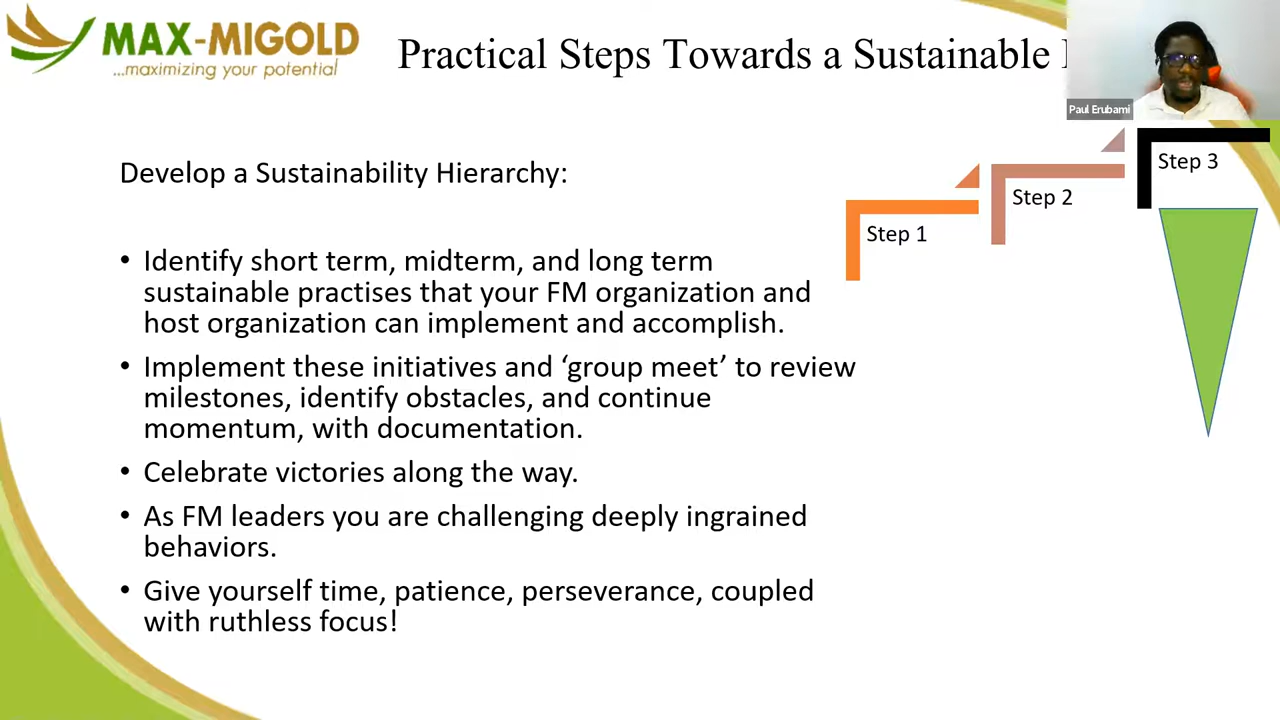 MAX-MIGOLD
...maximizing your potential
Practical Steps Towards a Sustainable
Paul Erubami
Develop a Sustainability Hierarchy:
Step 1
Step 2
Step 3
• Identify short term, midterm, and long term
sustainable practises that your FM organization and
host organization can implement and accomplish.
• Implement these initiatives and ‘group meet’ to review
milestones, identify obstacles, and continue
momentum, with documentation.
• Celebrate victories along the way.
• As FM leaders you are challenging deeply ingrained
behaviors.
• Give yourself time, patience, perseverance, coupled
with ruthless focus!